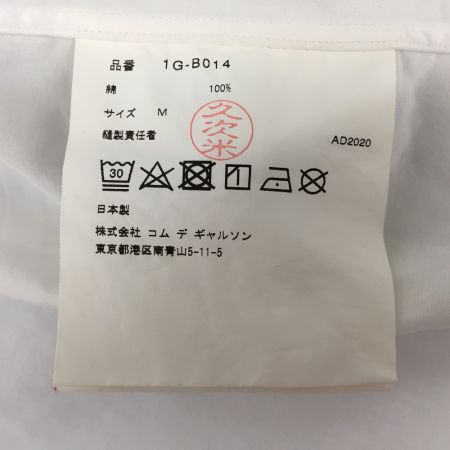 品番 1G-B014
綿 100%
サイズ M
久次米
縫製責任者
AD2020
30
日本製
株式会社 コム デ ギャルソン
東京都港区南青山5-11-5